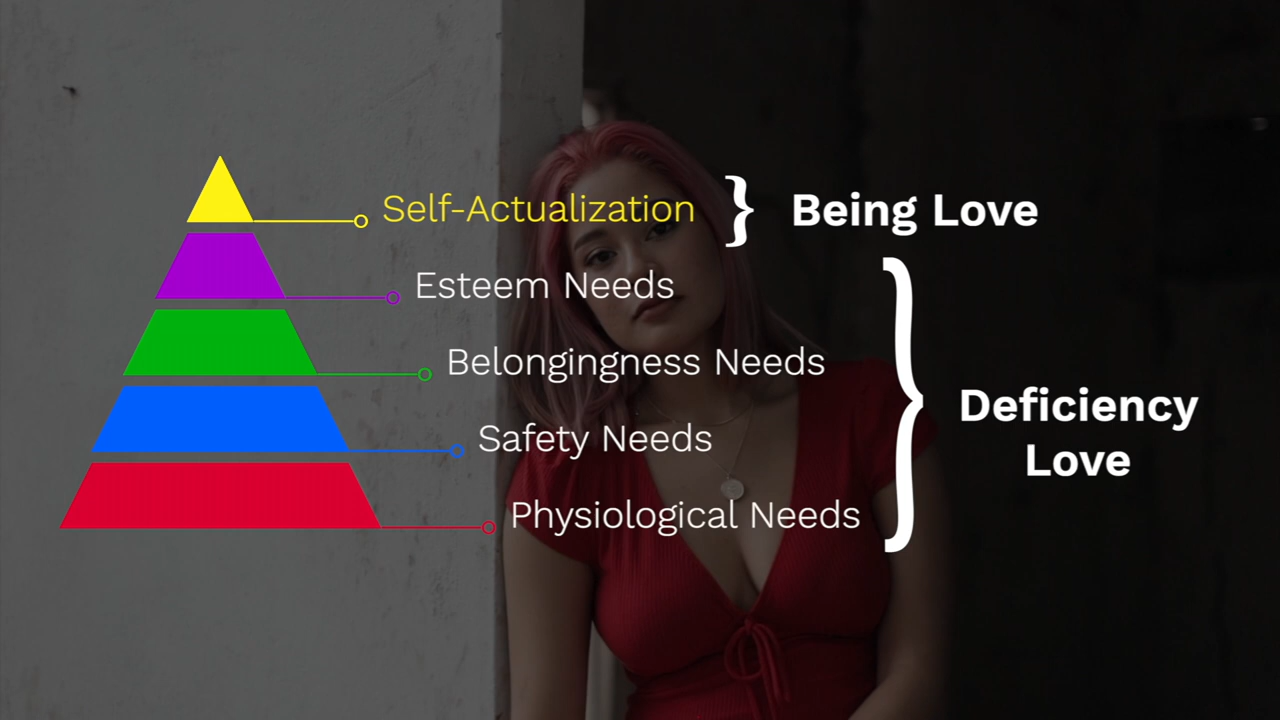 Self-Actualization
Being Love
Esteem Needs
Belongingness Needs
Safety Needs
Physiological Needs
Deficiency
Love